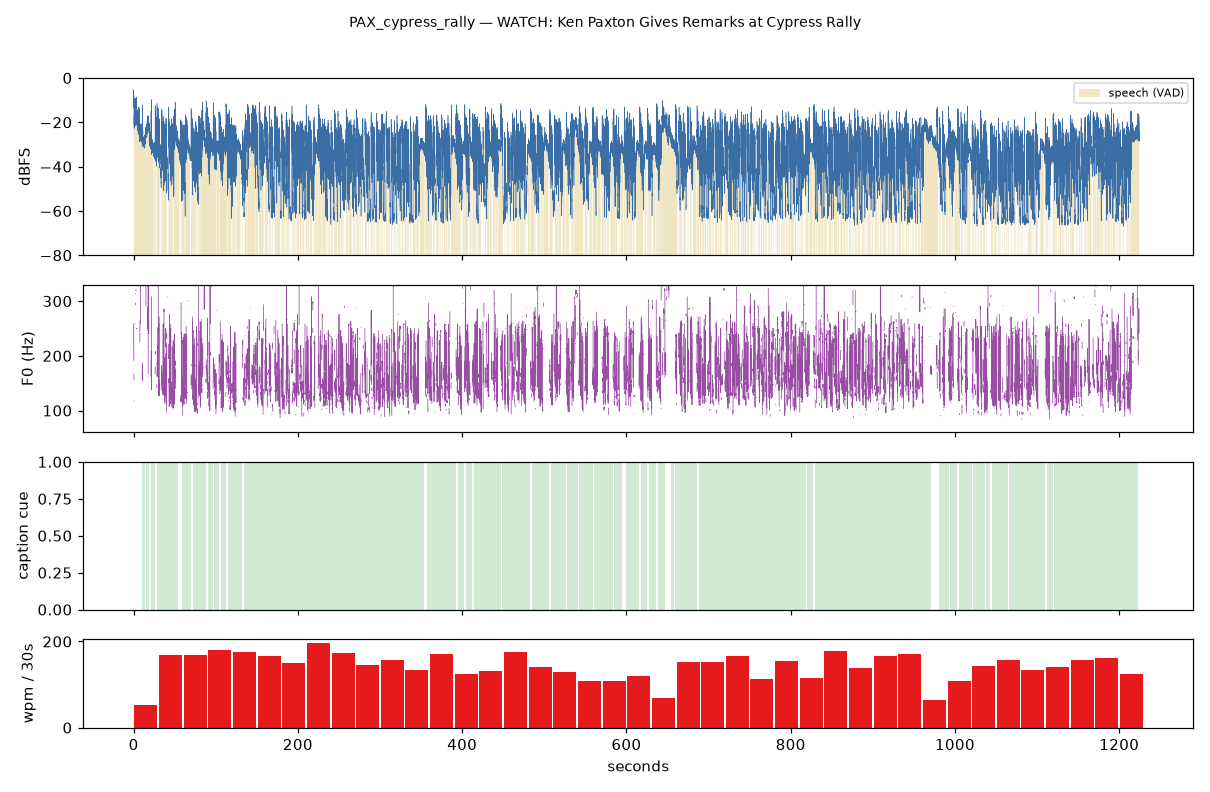 PAX_cypress_rally — WATCH: Ken Paxton Gives Remarks at Cypress Rally
0
−20
−40
−60
−80
dBFS
speech (VAD)
300
200
100
F0 (Hz)
1.00
0.75
0.50
0.25
0.00
caption cue
200
0
wpm / 30s
0 200 400 600 800 1000 1200
seconds